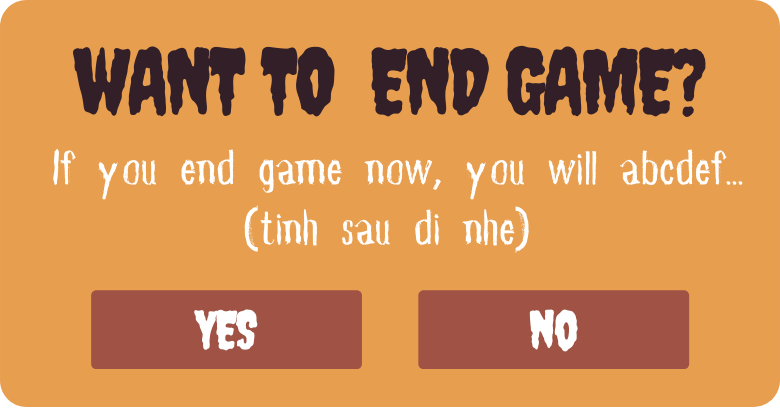 WANT TO END GAME?
If you end game now, you will abcdef...
(tinh sau di nhe)
YES
NO